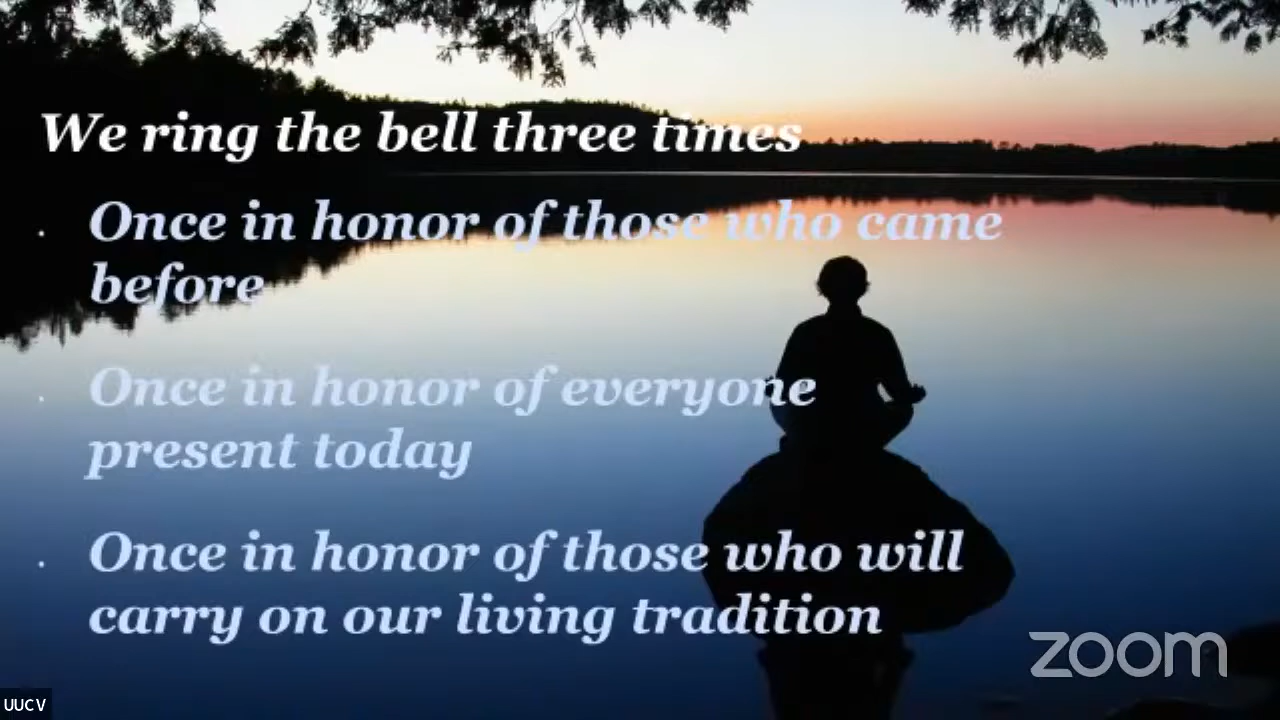 We ring the bell three times
Once in honor of those who came
before
Once in honor of everyone
present today
Once in honor of those who will
carry on our living tradition
zoom
UUCV